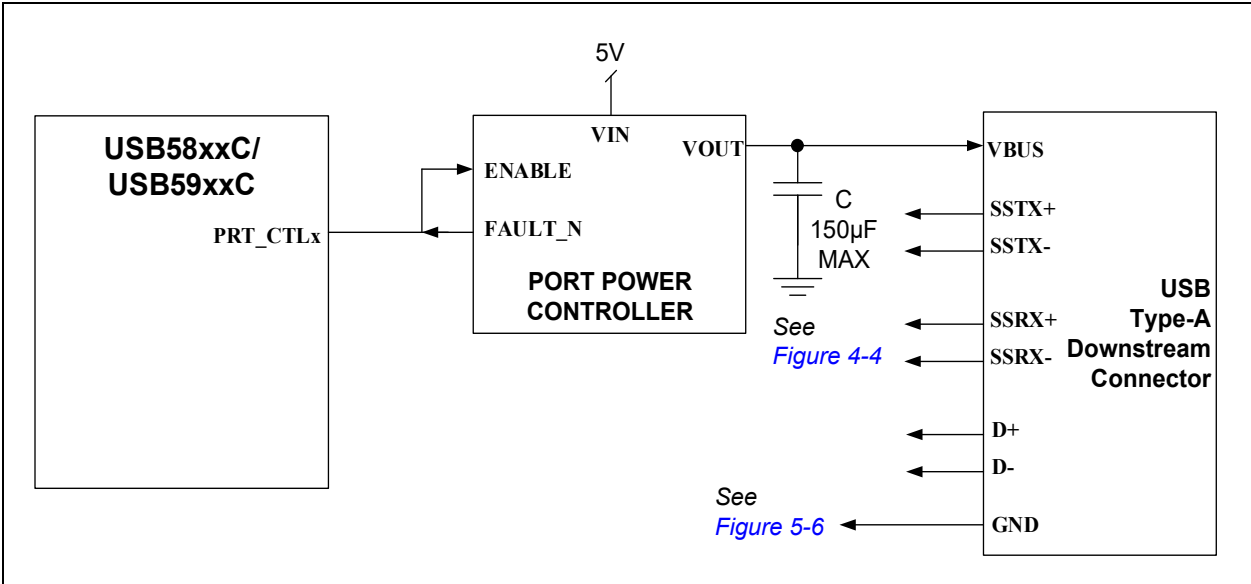 5V
USB58xxC/
USB59xxC
PRT_CTLx
VIN
VOUT
ENABLE
FAULT_N
PORT POWER
CONTROLLER
C
150µF
MAX
See
Figure 4-4
See
Figure 5-6
VBUS
SSTX+
SSTX-
SSRX+
SSRX-
D+
D-
GND
USB
Type-A
Downstream
Connector